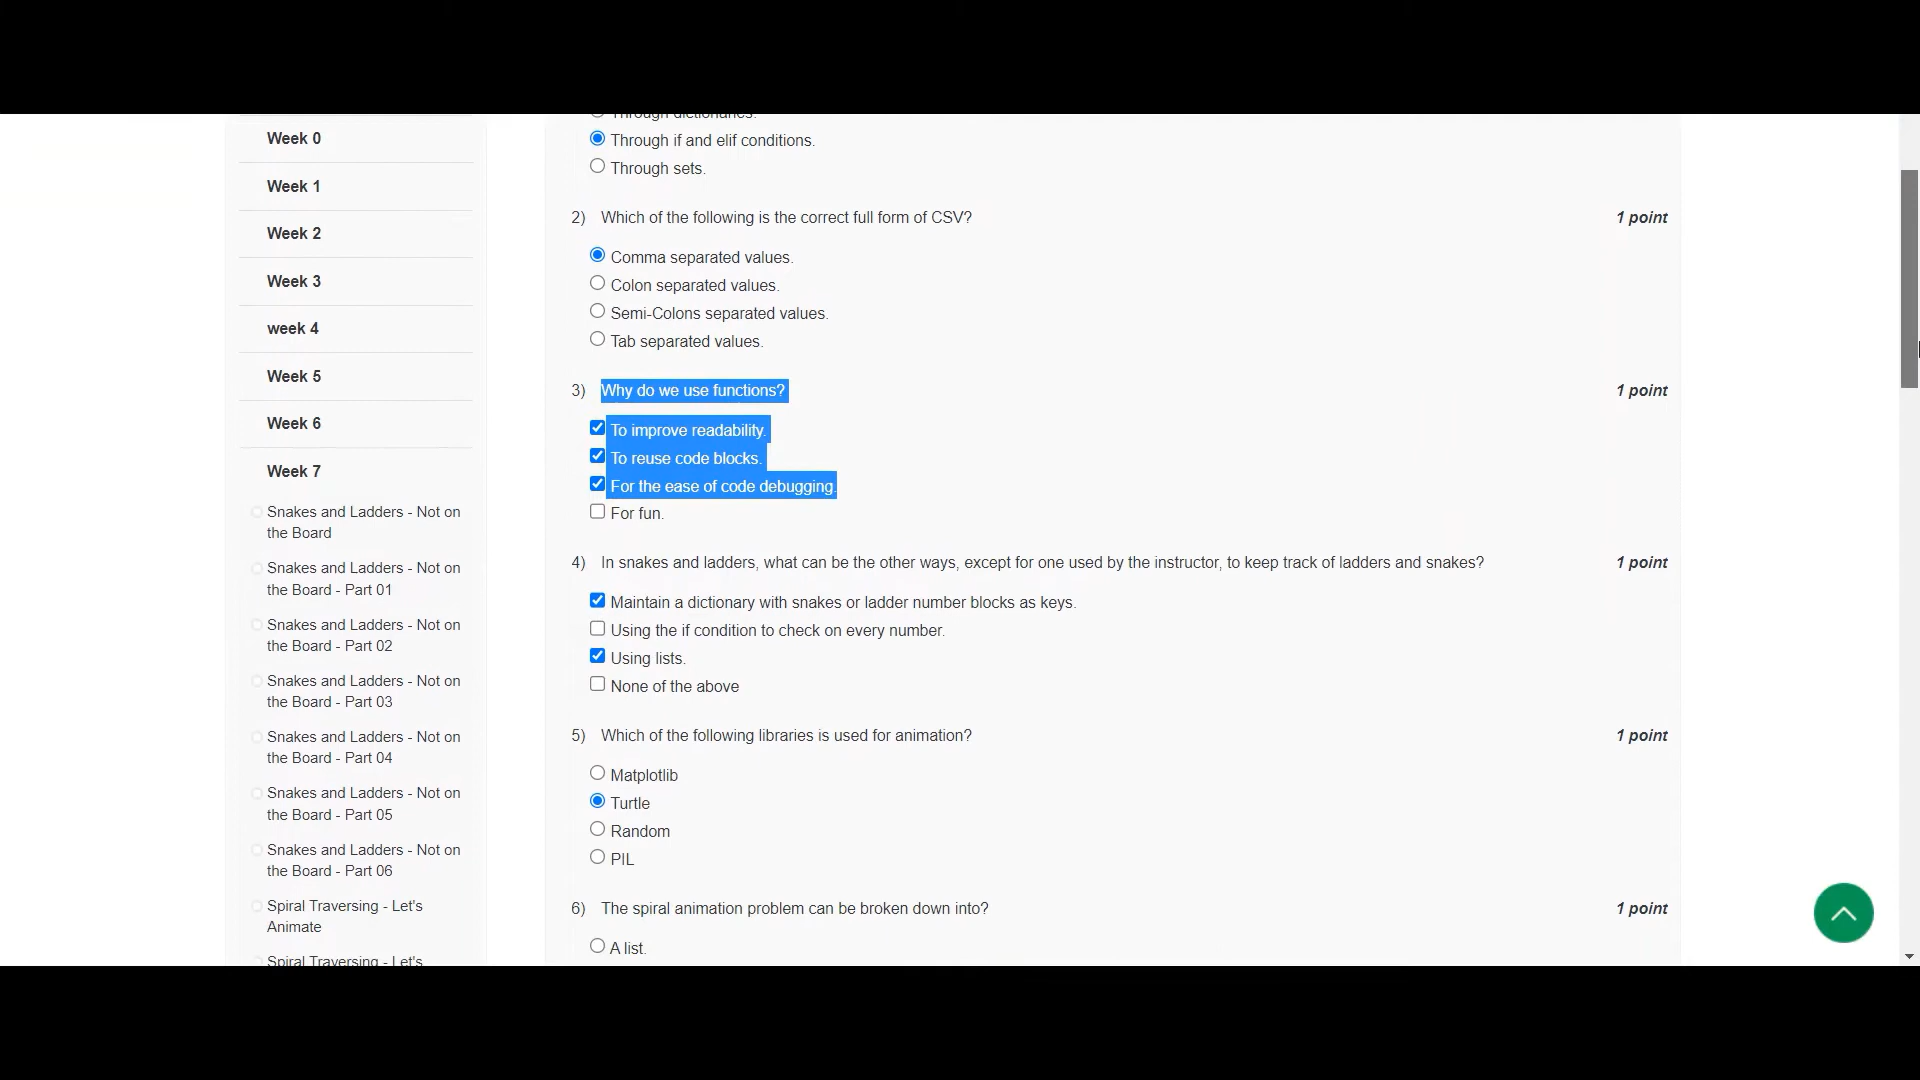 Week 0
Week 1
Week 2
Week 3
week 4
Week 5
Week 6
Week 7
Snakes and Ladders - Not on
the Board
Snakes and Ladders - Not on
the Board - Part 01
Snakes and Ladders - Not on
the Board - Part 02
Snakes and Ladders - Not on
the Board - Part 03
Snakes and Ladders - Not on
the Board - Part 04
Snakes and Ladders - Not on
the Board - Part 05
Snakes and Ladders - Not on
the Board - Part 06
Spiral Traversing - Let's
Animate
Spiral Traversing - Let's
Through dictionaries.
Through if and elif conditions.
Through sets.
2) Which of the following is the correct full form of CSV? 1 point
Comma separated values.
Colon separated values.
Semi-Colons separated values.
Tab separated values.
3) Why do we use functions? 1 point
To improve readability.
To reuse code blocks.
For the ease of code debugging.
For fun.
4) In snakes and ladders, what can be the other ways, except for one used by the instructor, to keep track of ladders and snakes? 1 point
Maintain a dictionary with snakes or ladder number blocks as keys.
Using the if condition to check on every number.
Using lists.
None of the above
5) Which of the following libraries is used for animation? 1 point
Matplotlib
Turtle
Random
PIL
6) The spiral animation problem can be broken down into? 1 point
A list.